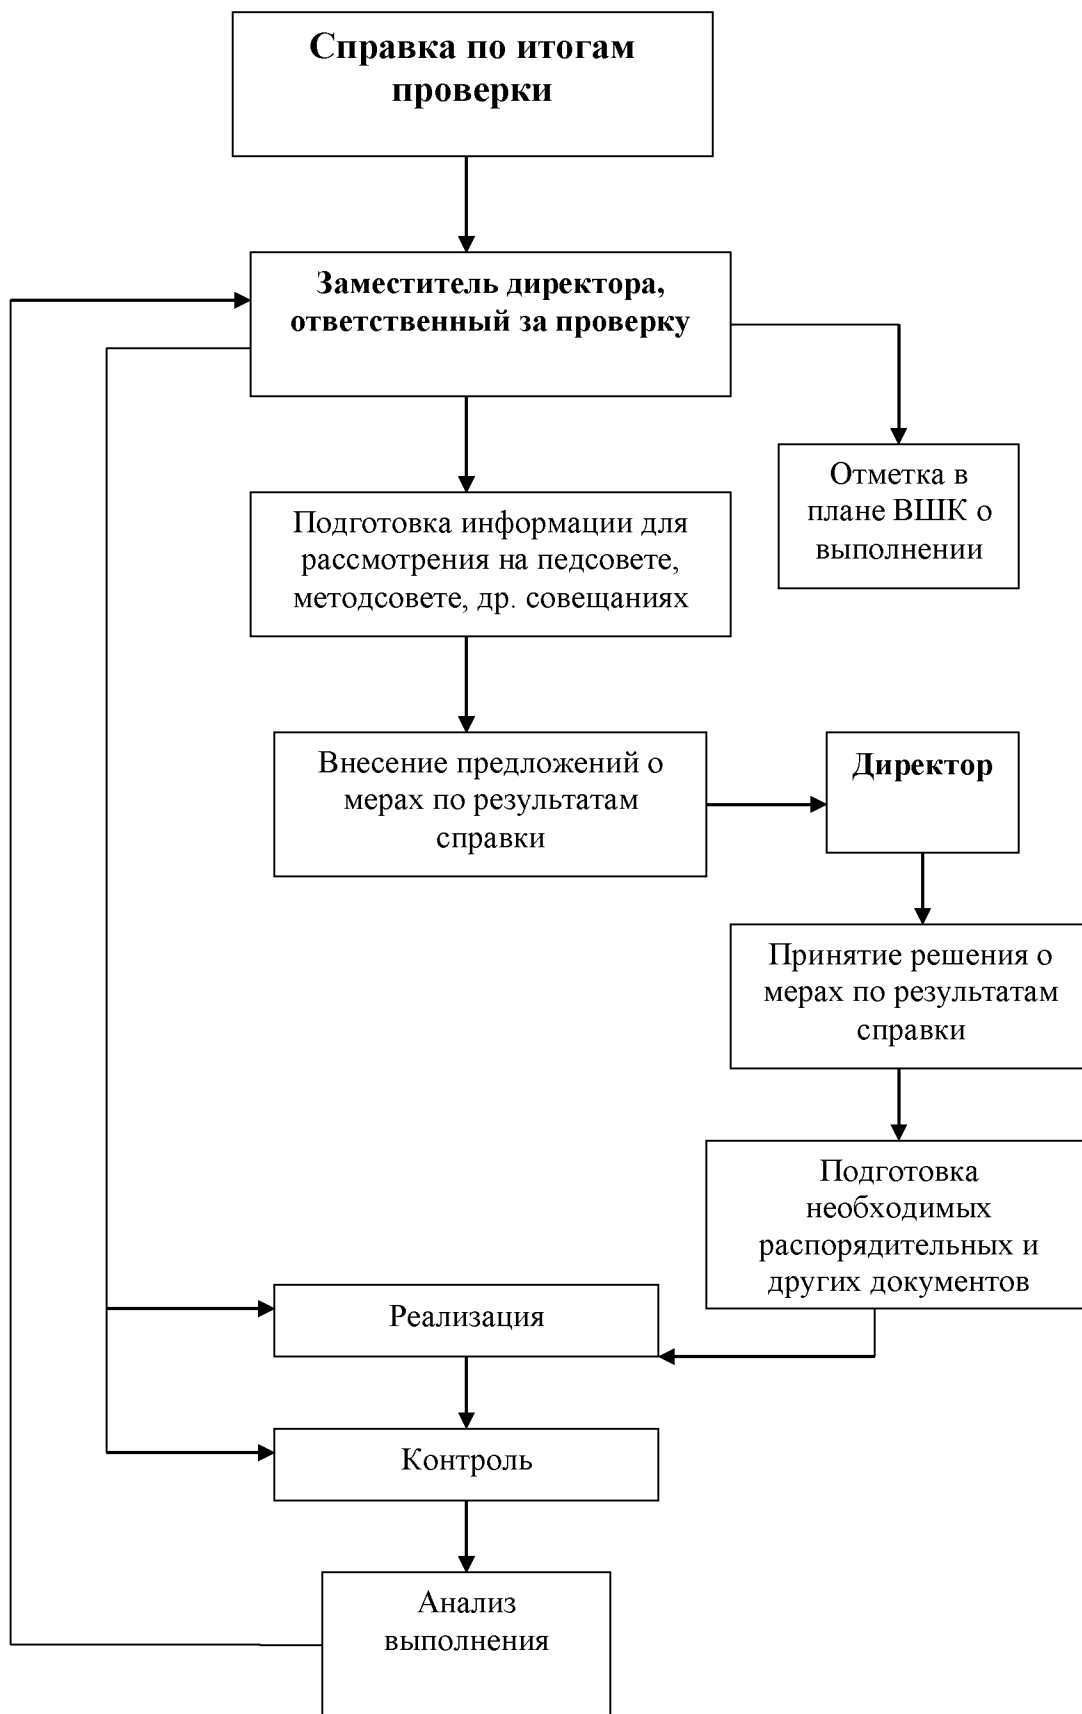 Справка по итогам
проверки
Заместитель директора,
ответственный за проверку
Отметка в
плане ВШК о
выполнении
Подготовка информации для
рассмотрения на педсовете,
методсовете, др. совещаниях
Внесение предложений о
мерах по результатам
справки
Директор
Принятие решения о
мерах по результатам
справки
Подготовка
необходимых
распорядительных и
других документов
Реализация
Контроль
Анализ
выполнения